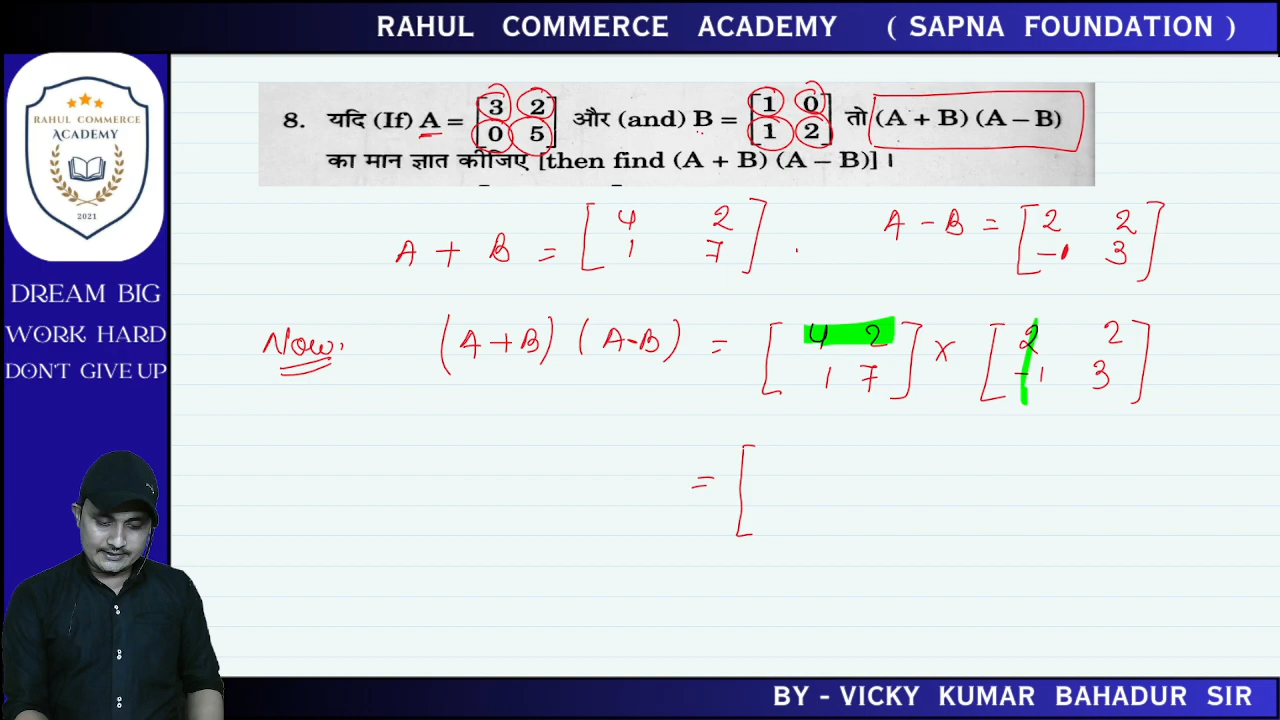 RAHUL COMMERCE ACADEMY ( SAPNA FOUNDATION )
RAHUL COMMERCE
ACADEMY
2021
DREAM BIG
WORK HARD
DON'T GIVE UP
8. यदि (If) A = [3 2 और (and) B = [1 0 तो (A + B) (A – B)
0 5] 1 2]
का मान ज्ञात कीजिए [then find (A + B) (A – B)] ।
A + B = [4 2 A - B = [2 2
1 7] . -1 3]
Now. (A+B) (A-B) = [4 2 × [2 2
1 7] -1 3]
= [
BY - VICKY KUMAR BAHADUR SIR